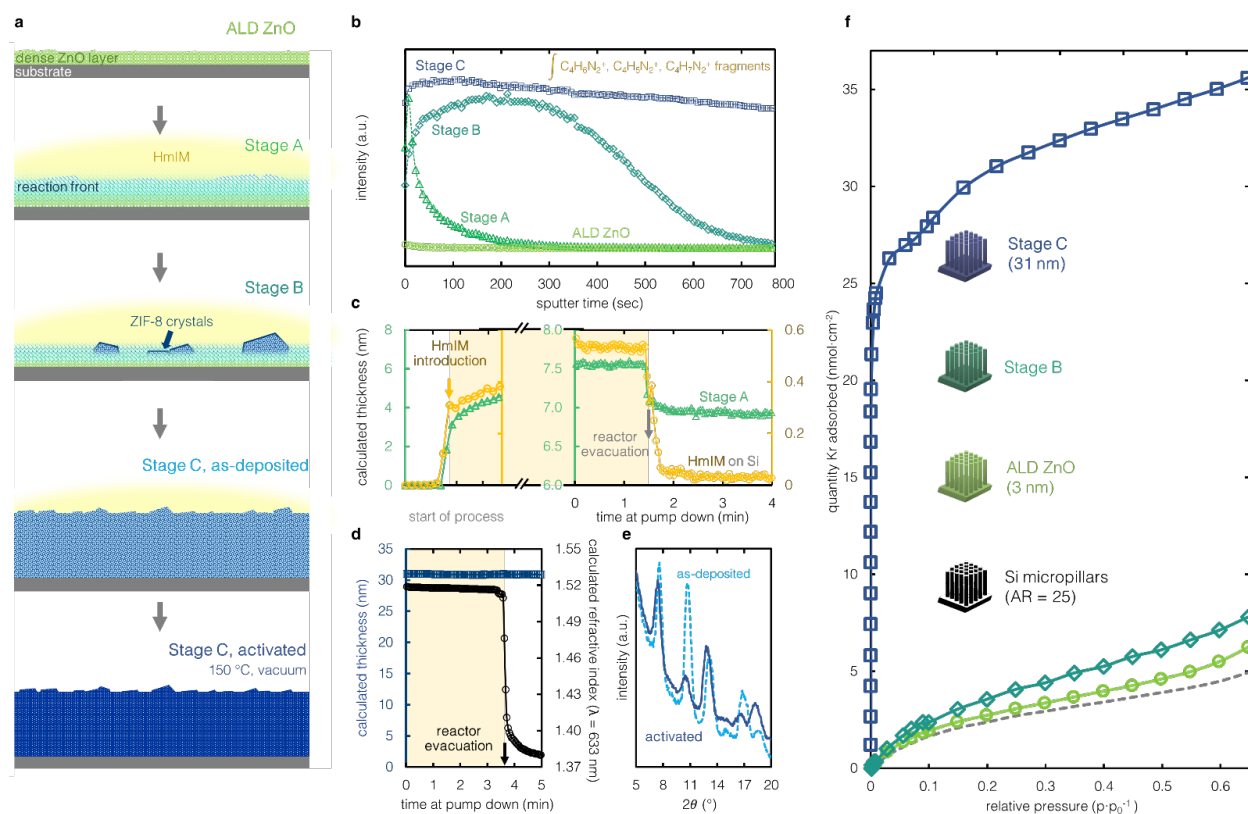 a
ALD ZnO
dense ZnO layer
substrate
Stage A
HmIM
reaction front
Stage B
ZIF-8 crystals
Stage C, as-deposited
Stage C, activated
150 °C, vacuum
b
Stage C
∫ C₄H₆N₂⁺, C₄H₅N₂⁺, C₄H₇N₂⁺ fragments
Stage B
Stage A
ALD ZnO
intensity (a.u.)
0 100 200 300 400 500 600 700 800
sputter time (sec)
c
calculated thickness (nm)
8
6
4
2
0
HmIM
introduction
0 2 4
start of process
8.0
7.5
7.0
6.5
6.0
Stage A
reactor
evacuation
HmIM on Si
0.6
0.4
0.2
0
0 1 2 3 4
time at pump down (min)
d
calculated thickness (nm)
35
30
25
20
15
10
5
0
reactor
evacuation
1.53
1.52
1.49
1.46
1.43
1.40
1.37
calculated refractive index (λ = 633 nm)
0 1 2 3 4 5
time at pump down (min)
e
as-deposited
activated
intensity (a.u.)
5 8 11 14 17 20
2θ (°)
f
quantity Kr adsorbed (nmol·cm⁻²)
35
30
25
20
15
10
5
0
Stage C
(31 nm)
Stage B
ALD ZnO
(3 nm)
Si micropillars
(AR = 25)
0 0.1 0.2 0.3 0.4 0.5 0.6
relative pressure (p·p₀⁻¹)